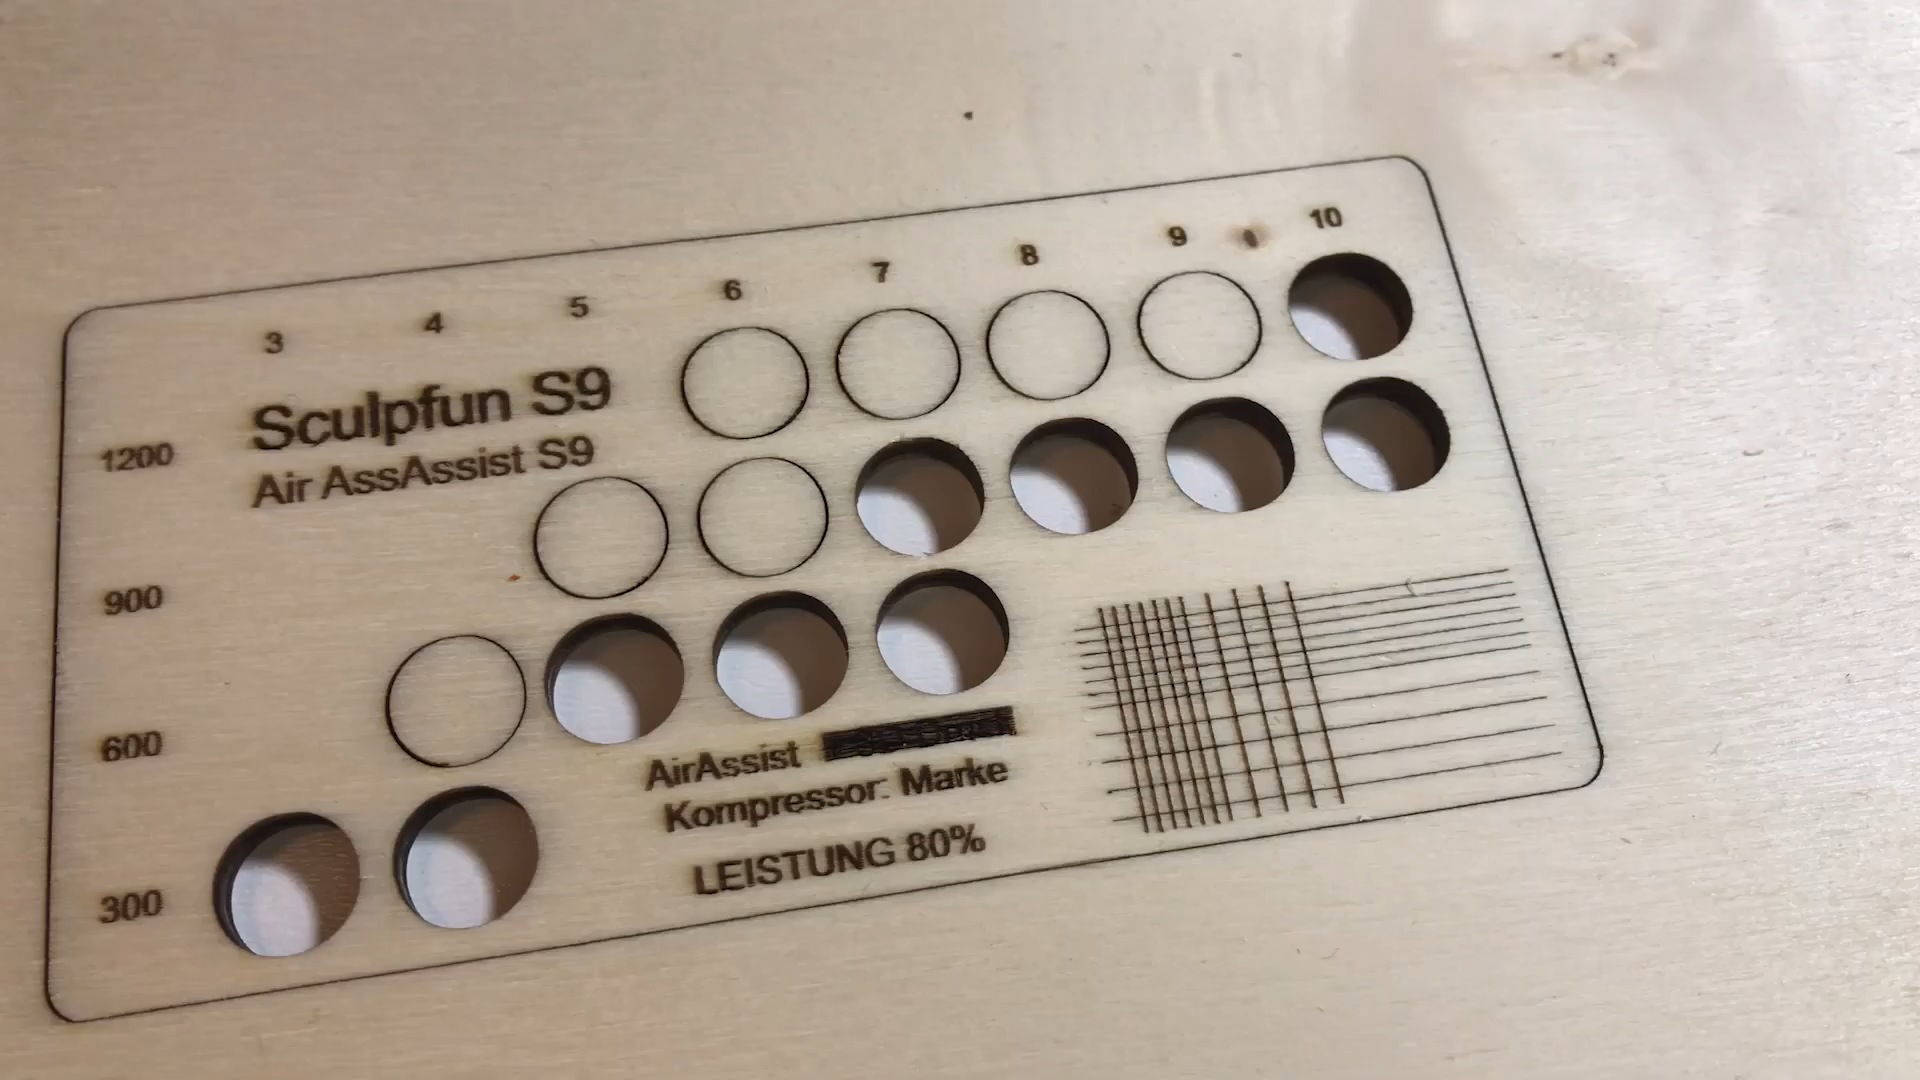 3 4 5 6 7 8 9 10
Sculpfun S9
1200
Air AssAssist S9
900
600
AirAssist
Kompressor: Marke
LEISTUNG 80%
300